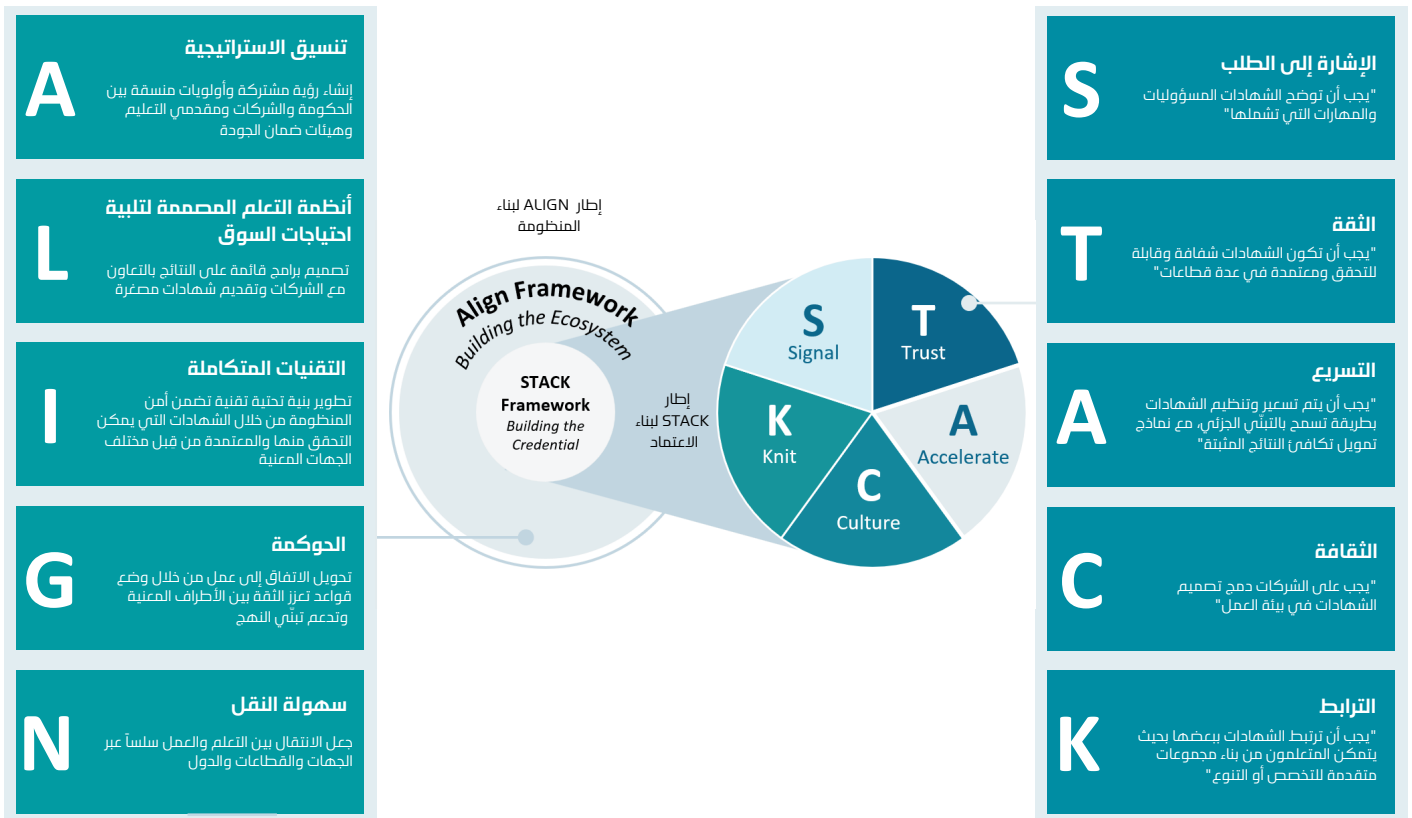 A
تنسيق الاستراتيجية
إنشاء رؤية مشتركة وأولويات منسقة بين
الحكومة والشركات ومقدمي التعليم
وهيئات ضمان الجودة
L
أنظمة التعلم المصممة لتلبية
احتياجات السوق
تصميم برامج قائمة على النتائج بالتعاون
مع الشركات وتقديم شهادات مصغرة
I
التقنيات المتكاملة
تطوير بنية تحتية تقنية تضمن أمن
المنظومة من خلال الشهادات التي يمكن
التحقق منها والمعتمدة من قِبل مختلف
الجهات المعنية
G
الحوكمة
تحويل الاتفاق إلى عمل من خلال وضع
قواعد تعزز الثقة بين الأطراف المعنية
وتدعم تبنّي النهج
N
سهولة النقل
جعل الانتقال بين التعلم والعمل سلساً عبر
الجهات والقطاعات والدول
إطار ALIGN لبناء
المنظومة
Align Framework
Building the Ecosystem
STACK
Framework
Building the
Credential
إطار
STACK لبناء
الاعتماد
S
Signal
T
Trust
A
Accelerate
C
Culture
K
Knit
S
الإشارة إلى الطلب
"يجب أن توضح الشهادات المسؤوليات
والمهارات التي تشملها"
T
الثقة
"يجب أن تكون الشهادات شفافة وقابلة
للتحقق ومعتمدة في عدة قطاعات"
A
التسريع
"يجب أن يتم تسعير وتنظيم الشهادات
بطريقة تسمح بالتبنّي الجزئي، مع نماذج
تمويل تكافئ النتائج المثبتة"
C
الثقافة
"يجب على الشركات دمج تصميم
الشهادات في بيئة العمل"
K
الترابط
"يجب أن ترتبط الشهادات ببعضها بحيث
يتمكن المتعلمون من بناء مجموعات
متقدمة للتخصص أو التنوع"